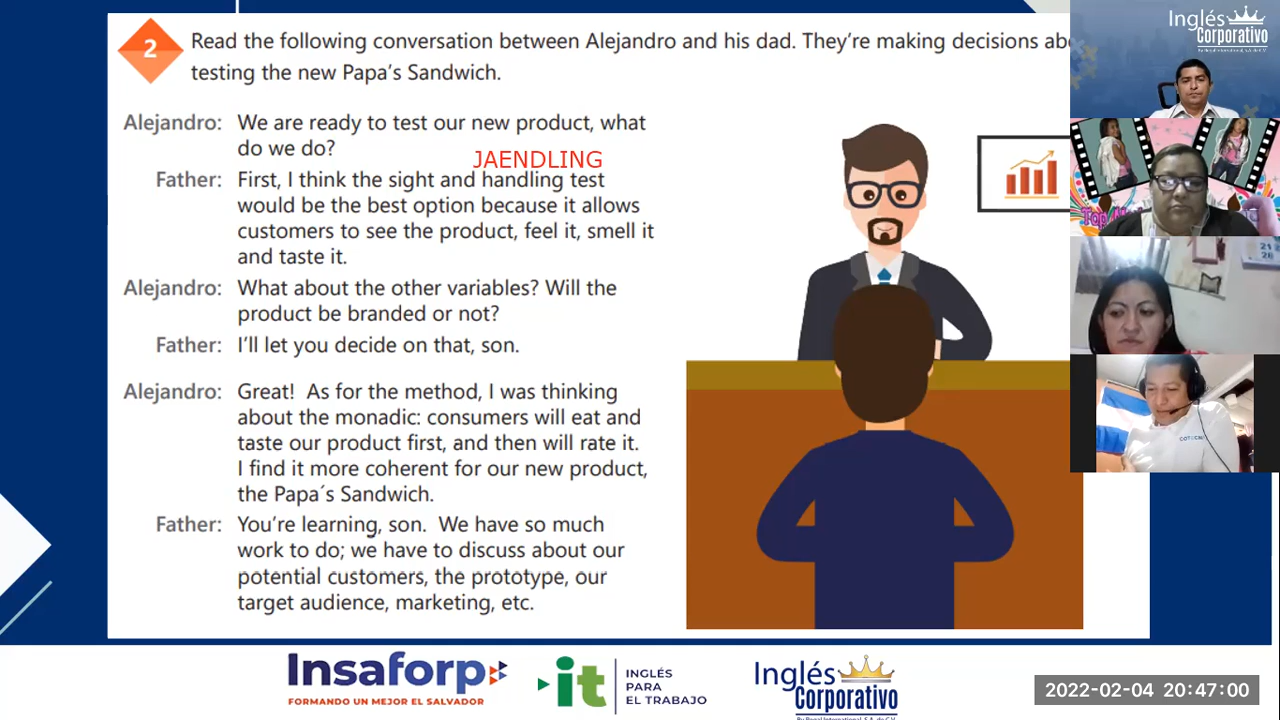 2
Read the following conversation between Alejandro and his dad. They're making decisions
testing the new Papa's Sandwich.
Alejandro: We are ready to test our new product, what
do we do?
JAENDLING
Father: First, I think the sight and handling test
would be the best option because it allows
customers to see the product, feel it, smell it
and taste it.
Alejandro: What about the other variables? Will the
product be branded or not?
Father: I'll let you decide on that, son.
Alejandro: Great! As for the method, I was thinking
about the monadic: consumers will eat and
taste our product first, and then will rate it.
I find it more coherent for our new product,
the Papa´s Sandwich.
Father: You're learning, son. We have so much
work to do; we have to discuss about our
potential customers, the prototype, our
target audience, marketing, etc.
Inglés
Corporativo
Insaforp
FORMANDO UN MEJOR EL SALVADOR
it
INGLÉS
PARA
EL TRABAJO
Inglés
Corporativo
2022-02-04 20:47:00